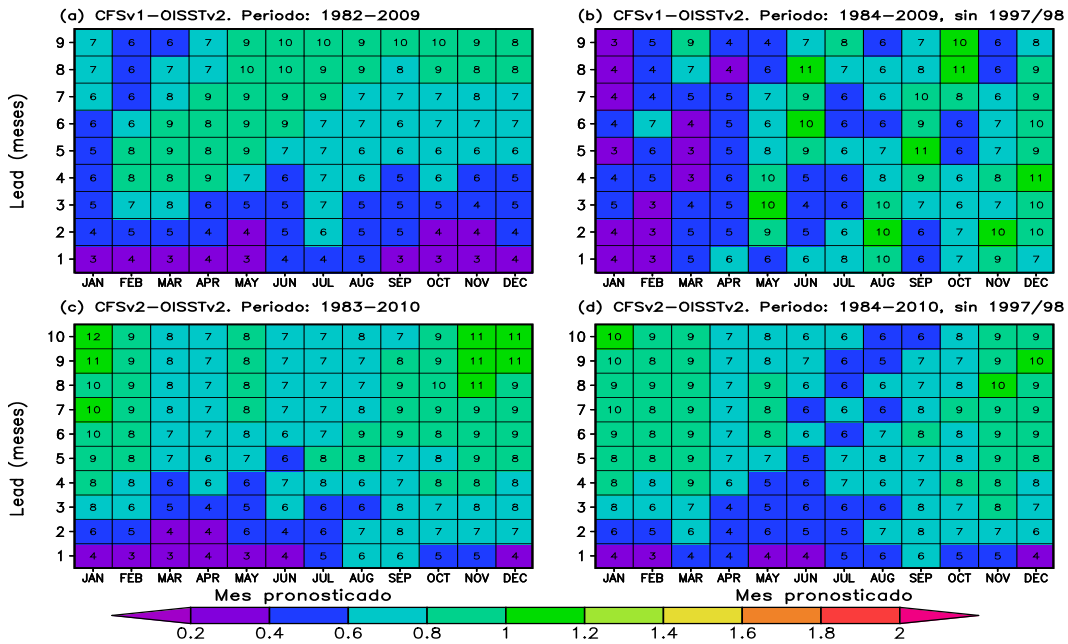 (a) CFSv1−OISSTv2. Periodo: 1982−2009
Lead (meses)
9 7 6 6 7 9 10 10 9 10 10 9 8
8 7 6 7 7 10 10 9 9 8 9 8 8
7 6 6 8 9 9 9 9 7 7 7 8 7
6 6 6 9 8 9 9 7 7 6 7 7 7
5 5 8 9 9 9 7 7 6 6 6 6 6
4 6 8 8 9 7 6 7 6 5 6 5 5
3 5 7 8 6 5 5 7 5 5 5 4 5
2 4 5 5 4 4 5 6 5 5 4 4 4
1 3 4 3 4 3 4 4 5 3 3 3 4
JAN FEB MAR APR MAY JUN JUL AUG SEP OCT NOV DEC
(b) CFSv1−OISSTv2. Periodo: 1984−2009, sin 1997/98
9 3 5 9 4 4 7 8 6 7 10 6 8
8 4 4 7 4 6 11 7 6 8 11 6 9
7 4 4 5 5 7 9 6 6 10 8 6 9
6 4 7 4 5 6 10 6 6 9 6 7 10
5 3 6 3 5 8 9 6 7 11 6 7 9
4 4 5 3 6 10 5 6 8 9 6 8 11
3 5 3 4 5 10 4 6 10 7 6 7 10
2 4 3 5 5 9 5 8 10 6 7 10 10
1 4 3 5 6 6 6 8 10 6 7 9 7
JAN FEB MAR APR MAY JUN JUL AUG SEP OCT NOV DEC
(c) CFSv2−OISSTv2. Periodo: 1983−2010
Lead (meses)
10 12 9 8 7 8 7 7 8 7 9 11 11
9 11 9 8 7 8 7 7 7 8 9 11 11
8 10 9 8 7 8 7 7 7 9 10 11 9
7 10 9 8 7 8 7 7 8 9 9 9 9
6 10 8 7 7 8 6 7 9 9 8 9 9
5 9 8 7 6 7 6 8 8 7 8 9 8
4 8 8 6 6 6 7 7 6 7 8 8 7
3 8 6 5 4 5 6 6 6 7 7 7 7
2 6 5 4 4 6 4 6 7 8 7 7 7
1 4 3 3 4 3 4 5 6 6 5 5 4
JAN FEB MAR APR MAY JUN JUL AUG SEP OCT NOV DEC
Mes pronosticado
(d) CFSv2−OISSTv2. Periodo: 1984−2010, sin 1997/98
10 10 9 9 7 8 7 6 6 6 8 9 9
9 10 8 9 7 8 7 6 5 7 7 9 10
8 9 9 9 7 9 7 6 6 7 8 10 9
7 10 8 9 7 8 6 6 6 8 9 9 9
6 9 8 9 7 8 6 6 7 8 8 9 9
5 8 8 9 7 7 5 7 8 7 8 9 8
4 8 8 9 6 5 6 7 6 7 8 8 7
3 8 6 7 4 5 5 6 6 7 8 8 7
2 6 5 6 4 6 5 5 7 8 7 7 6
1 4 3 4 4 4 4 5 6 6 5 5 4
JAN FEB MAR APR MAY JUN JUL AUG SEP OCT NOV DEC
Mes pronosticado
0.2 0.4 0.6 0.8 1 1.2 1.4 1.6 1.8 2